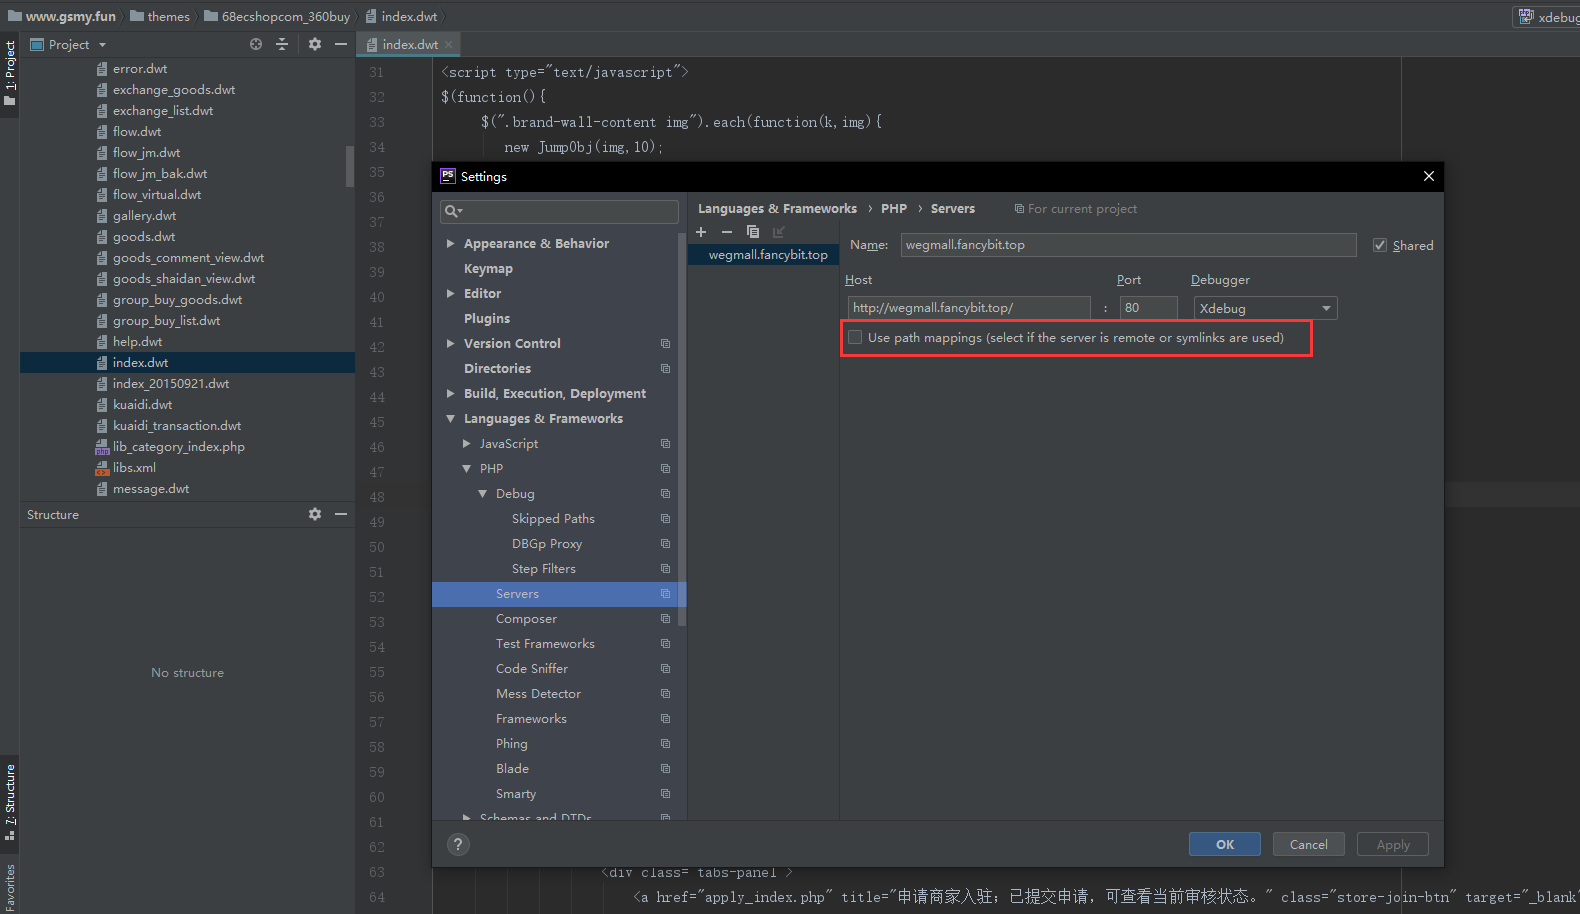 www.gsmy.fun themes 68ecshopcom_360buy index.dwt
xdebug
1: Project
Project
index.dwt
error.dwt
exchange_goods.dwt
exchange_list.dwt
flow.dwt
flow_jm.dwt
flow_jm_bak.dwt
flow_virtual.dwt
gallery.dwt
goods.dwt
goods_comment_view.dwt
goods_shaidan_view.dwt
group_buy_goods.dwt
group_buy_list.dwt
help.dwt
index.dwt
index_20150921.dwt
kuaidi.dwt
kuaidi_transaction.dwt
lib_category_index.php
libs.xml
message.dwt
Structure
No structure
7: Structure
Favorites
31 <script type="text/javascript">
32 $(function(){
33 $(".brand-wall-content img").each(function(k,img){
34 new JumpObj(img,10);
35
36
37
38
39
40
41
42
43
44
45
46
47
48
49
50
51
52
53
54
55
56
57
58
59
60
61
62
63 <div class= tabs-panel >
64 <a href="apply_index.php" title="申请商家入驻；已提交申请，可查看当前审核状态。" class="store-join-btn" target="_blank"
PS Settings
Appearance & Behavior
Keymap
Editor
Plugins
Version Control
Directories
Build, Execution, Deployment
Languages & Frameworks
JavaScript
PHP
Debug
Skipped Paths
DBGp Proxy
Step Filters
Servers
Composer
Test Frameworks
Code Sniffer
Mess Detector
Frameworks
Phing
Blade
Smarty
Schemas and DTDs
Languages & Frameworks › PHP › Servers For current project
wegmall.fancybit.top
Name: wegmall.fancybit.top Shared
Host Port Debugger
http://wegmall.fancybit.top/ : 80 Xdebug
Use path mappings (select if the server is remote or symlinks are used)
? OK Cancel Apply